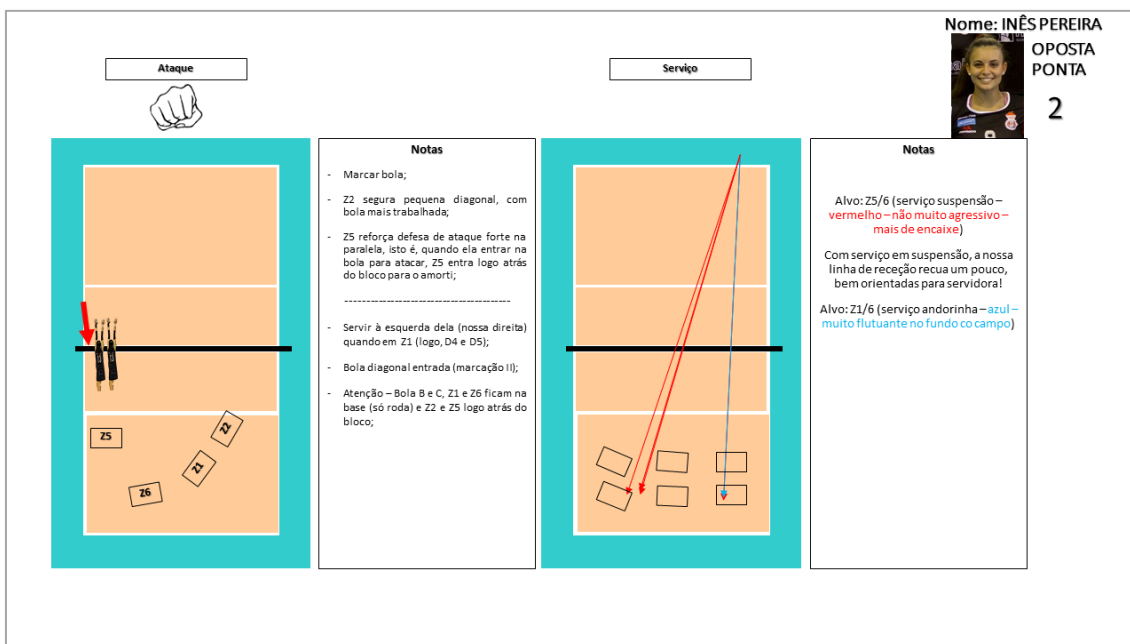 Nome: INÊS PEREIRA
OPOSTA
PONTA
2
Ataque
Serviço
Notas
- Marcar bola;
- Z2 segura pequena diagonal, com
bola mais trabalhada;
- Z5 reforça defesa de ataque forte na
paralela, isto é, quando ela entrar na
bola para atacar, Z5 entra logo atrás
do bloco para o amorti;
------------------------------------------
- Servir à esquerda dela (nossa direita)
quando em Z1 (logo, D4 e D5);
- Bola diagonal entrada (marcação II);
- Atenção – Bola B e C, Z1 e Z6 ficam na
base (só roda) e Z2 e Z5 logo atrás do
bloco;
Z5
Z2
Z1
Z6
Notas
Alvo: Z5/6 (serviço suspensão –
vermelho – não muito agressivo –
mais de encaixe)
Com serviço em suspensão, a nossa
linha de receção recua um pouco,
bem orientadas para servidora!
Alvo: Z1/6 (serviço andorinha – azul –
muito flutuante no fundo co campo)